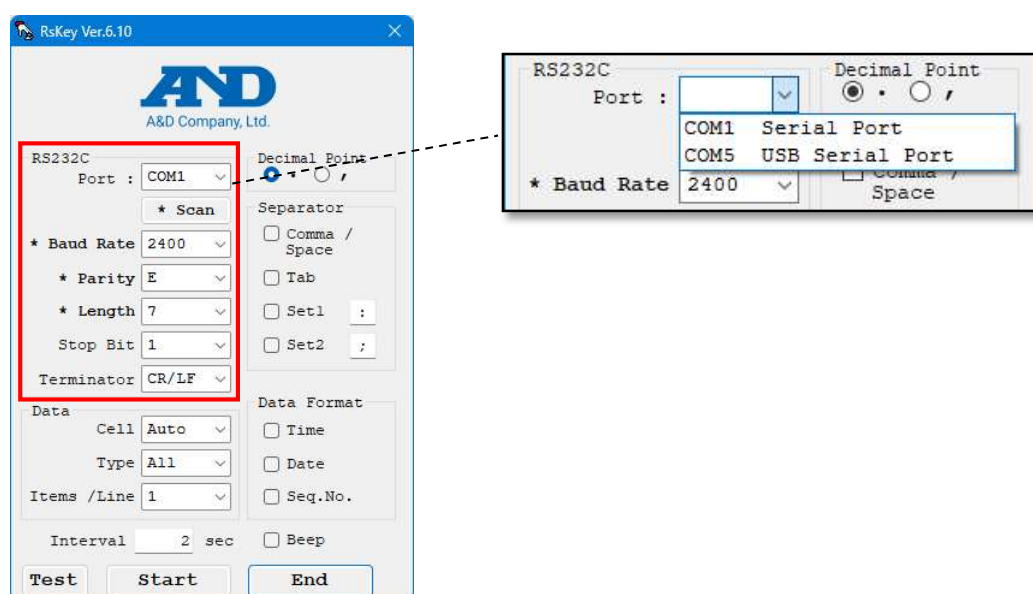 RsKey Ver.6.10
AND
A&D Company, Ltd.
RS232C
Port : COM1
* Scan
* Baud Rate 2400
* Parity E
* Length 7
Stop Bit 1
Terminator CR/LF
Decimal Point
. ,
Separator
Comma /
Space
Tab
Set1 :
Set2 ;
Data
Cell Auto
Type All
Items /Line 1
Data Format
Time
Date
Seq.No.
Interval 2 sec
Beep
Test Start End
RS232C
Port :
Decimal Point
. ,
COM1 Serial Port
COM5 USB Serial Port
* Baud Rate 2400
Comma /
Space